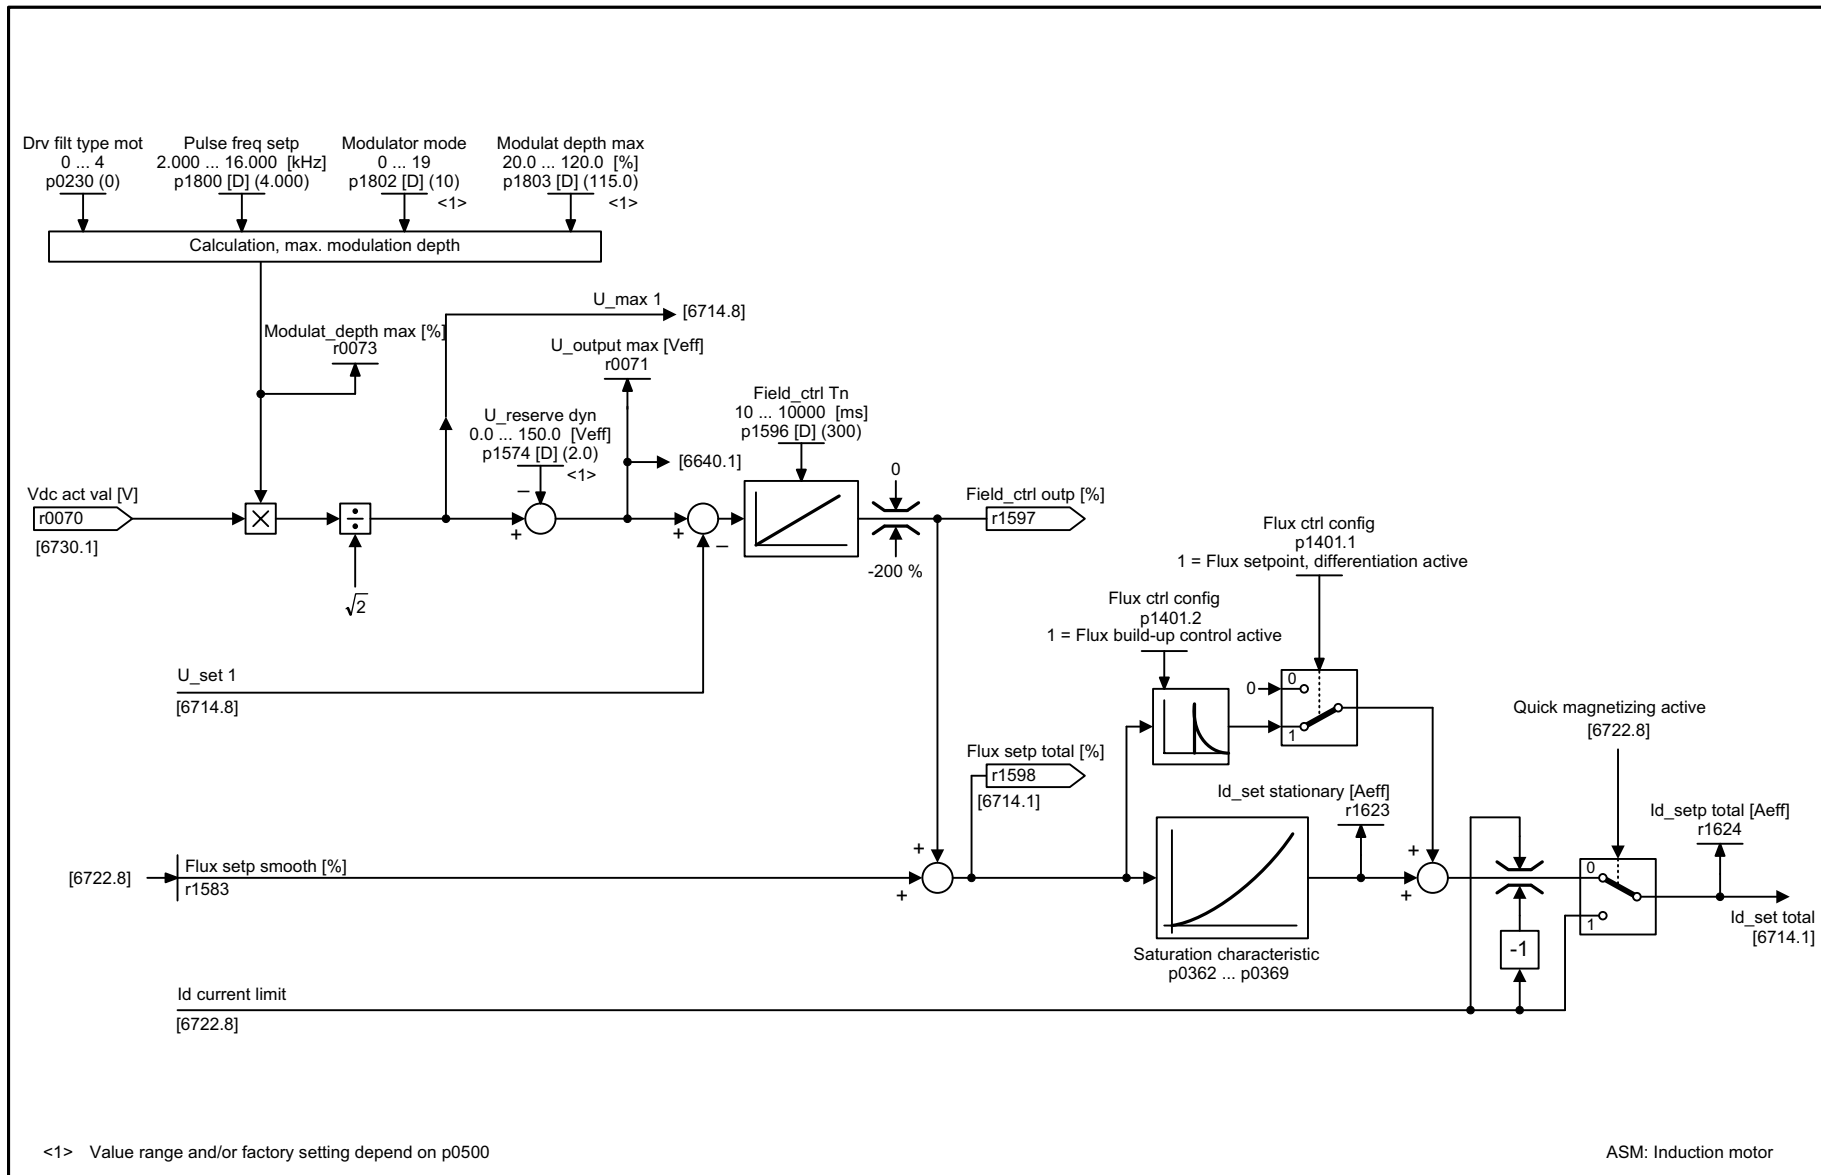 Drv filt type mot
0 ... 4
p0230 (0)
Pulse freq setp
2.000 ... 16.000 [kHz]
p1800 [D] (4.000)
Modulator mode
0 ... 19
p1802 [D] (10)
<1>
Modulat depth max
20.0 ... 120.0 [%]
p1803 [D] (115.0)
<1>
Calculation, max. modulation depth
U_max 1
[6714.8]
Modulat_depth max [%]
r0073
U_output max [Veff]
r0071
U_reserve dyn
0.0 ... 150.0 [Veff]
p1574 [D] (2.0)
<1>
[6640.1]
Field_ctrl Tn
10 ... 10000 [ms]
p1596 [D] (300)
Vdc act val [V]
r0070
[6730.1]
×
÷
√2
–
+
+
–
0
-200 %
Field_ctrl outp [%]
r1597
Flux ctrl config
p1401.1
1 = Flux setpoint, differentiation active
Flux ctrl config
p1401.2
1 = Flux build-up control active
U_set 1
[6714.8]
0
0
1
Quick magnetizing active
[6722.8]
Flux setp total [%]
r1598
[6714.1]
Id_set stationary [Aeff]
r1623
Id_setp total [Aeff]
r1624
[6722.8]
Flux setp smooth [%]
r1583
+
+
+
+
0
1
Id_set total
[6714.1]
-1
Saturation characteristic
p0362 ... p0369
Id current limit
[6722.8]
<1> Value range and/or factory setting depend on p0500
ASM: Induction motor